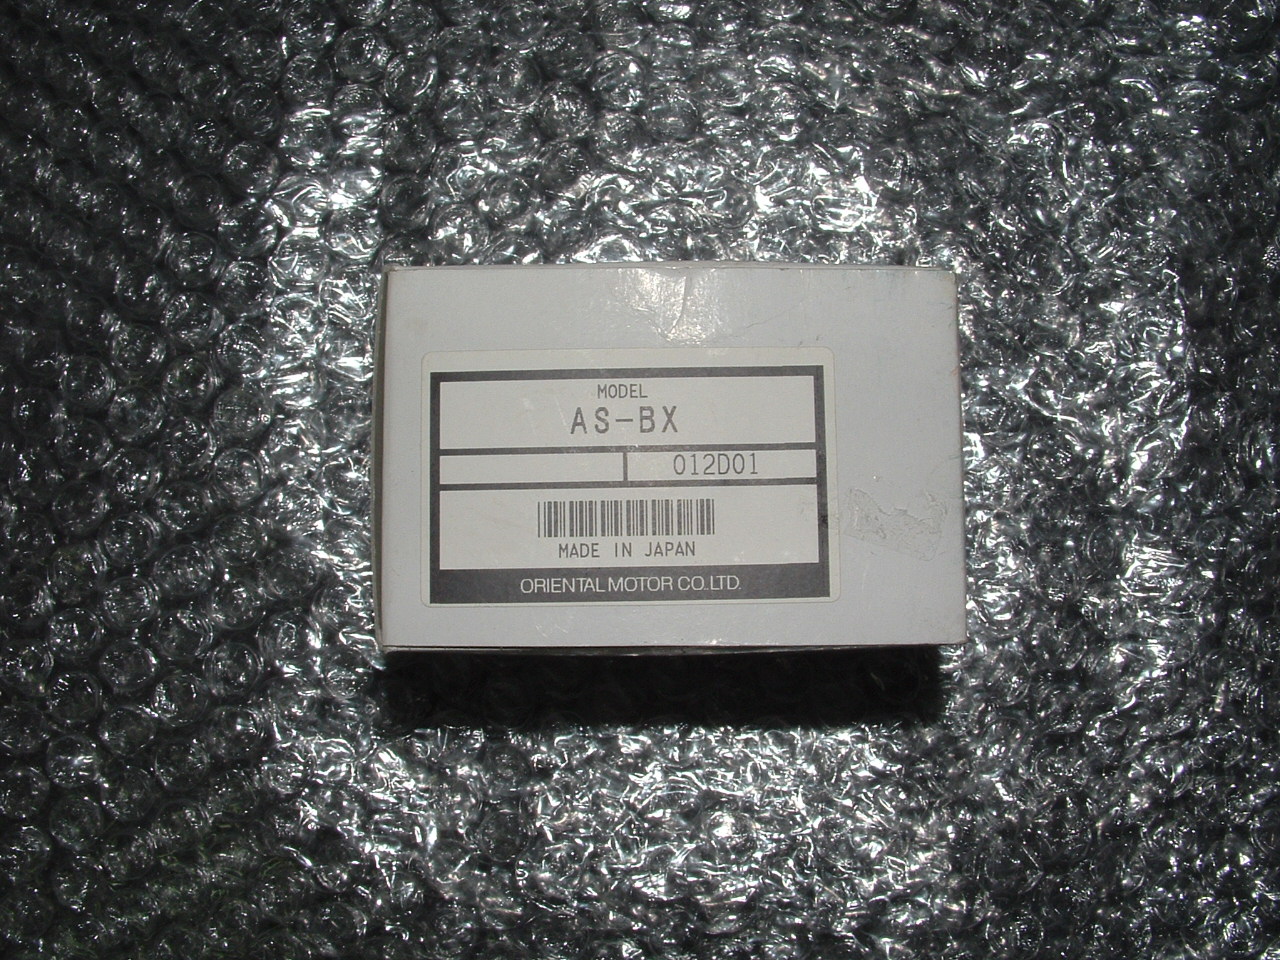 MODEL
AS-BX
012D01
MADE IN JAPAN
ORIENTAL MOTOR CO.LTD.